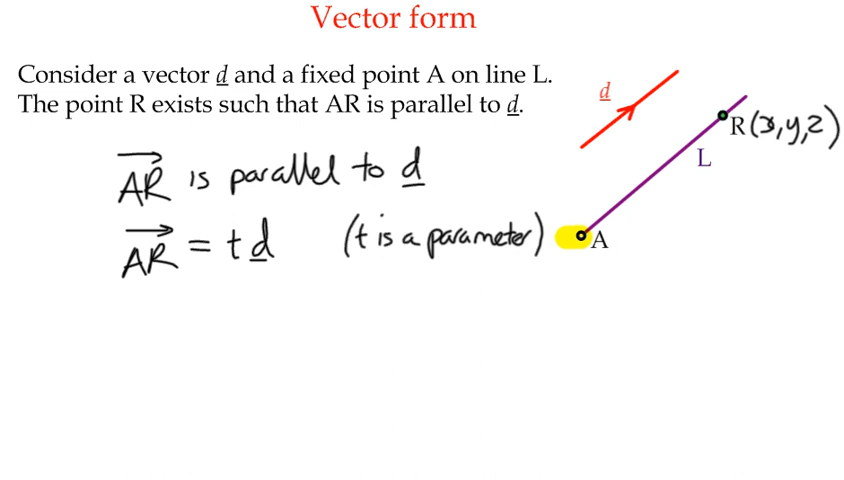 Vector form
Consider a vector d and a fixed point A on line L.
The point R exists such that AR is parallel to d.
d
R(x,y,z)
L
A
AR is parallel to d
AR = t d (t is a parameter)